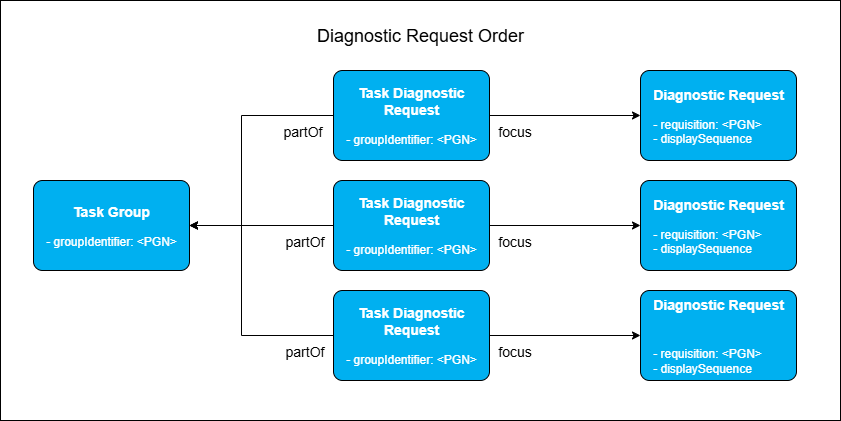 Diagnostic Request Order
Task Diagnostic
Request
- groupIdentifier: <PGN>
Diagnostic Request
- requisition: <PGN>
- displaySequence
partOf
focus
Task Group
- groupIdentifier: <PGN>
Task Diagnostic
Request
- groupIdentifier: <PGN>
Diagnostic Request
- requisition: <PGN>
- displaySequence
partOf
focus
Task Diagnostic
Request
- groupIdentifier: <PGN>
Diagnostic Request
- requisition: <PGN>
- displaySequence
partOf
focus